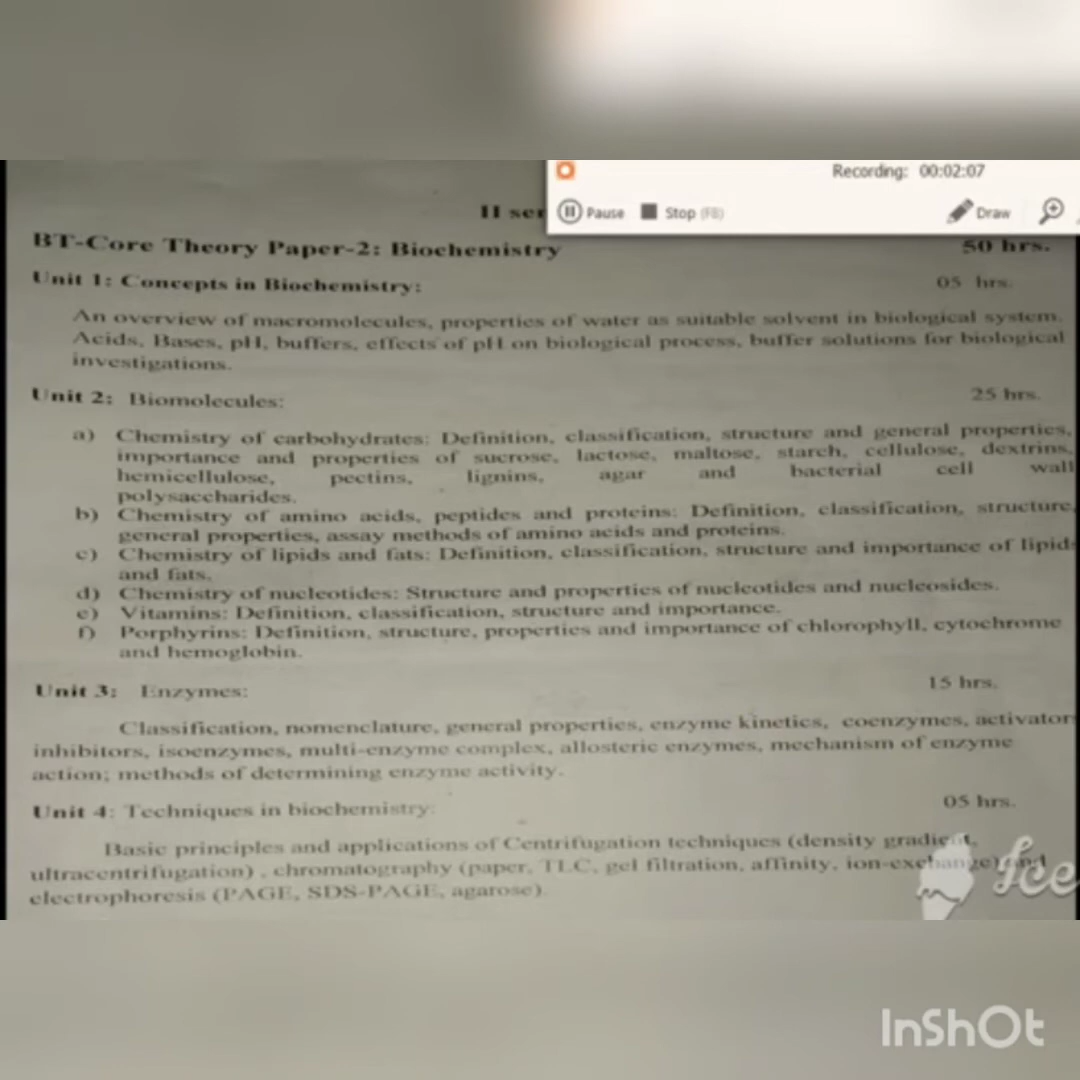 Recording: 00:02:07
Pause Stop (F8) Draw
II sem
BT-Core Theory Paper-2: Biochemistry 50 hrs.
Unit 1: Concepts in Biochemistry: 05 hrs.
An overview of macromolecules, properties of water as suitable solvent in biological system.
Acids, Bases, pH, buffers, effects of pH on biological process, buffer solutions for biological
investigations.
Unit 2: Biomolecules: 25 hrs.
a) Chemistry of carbohydrates: Definition, classification, structure and general properties,
importance and properties of sucrose, lactose, maltose, starch, cellulose, dextrins,
hemicellulose, pectins, lignins, agar and bacterial cell wall
polysaccharides.
b) Chemistry of amino acids, peptides and proteins: Definition, classification, structure,
general properties, assay methods of amino acids and proteins.
c) Chemistry of lipids and fats: Definition, classification, structure and importance of lipids
and fats.
d) Chemistry of nucleotides: Structure and properties of nucleotides and nucleosides.
e) Vitamins: Definition, classification, structure and importance.
f) Porphyrins: Definition, structure, properties and importance of chlorophyll, cytochrome
and hemoglobin.
Unit 3: Enzymes: 15 hrs.
Classification, nomenclature, general properties, enzyme kinetics, coenzymes, activator
inhibitors, isoenzymes, multi-enzyme complex, allosteric enzymes, mechanism of enzyme
action; methods of determining enzyme activity.
Unit 4: Techniques in biochemistry: 05 hrs.
Basic principles and applications of Centrifugation techniques (density gradient,
ultracentrifugation) , chromatography (paper, TLC, gel filtration, affinity, ion-exchange) and
electrophoresis (PAGE, SDS-PAGE, agarose).
Ice
InShOt